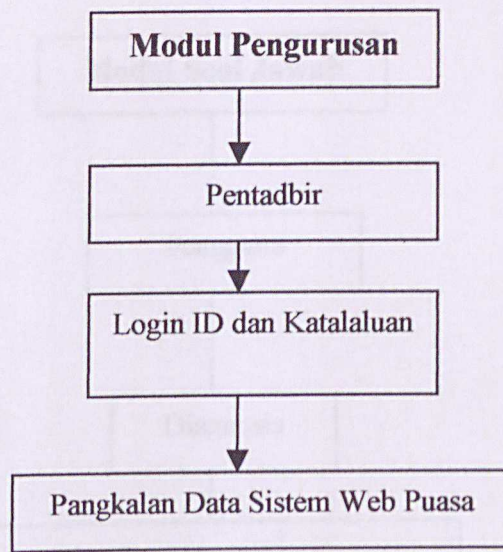 Modul Pengurusan
Pentadbir
Login ID dan Katalaluan
Pangkalan Data Sistem Web Puasa